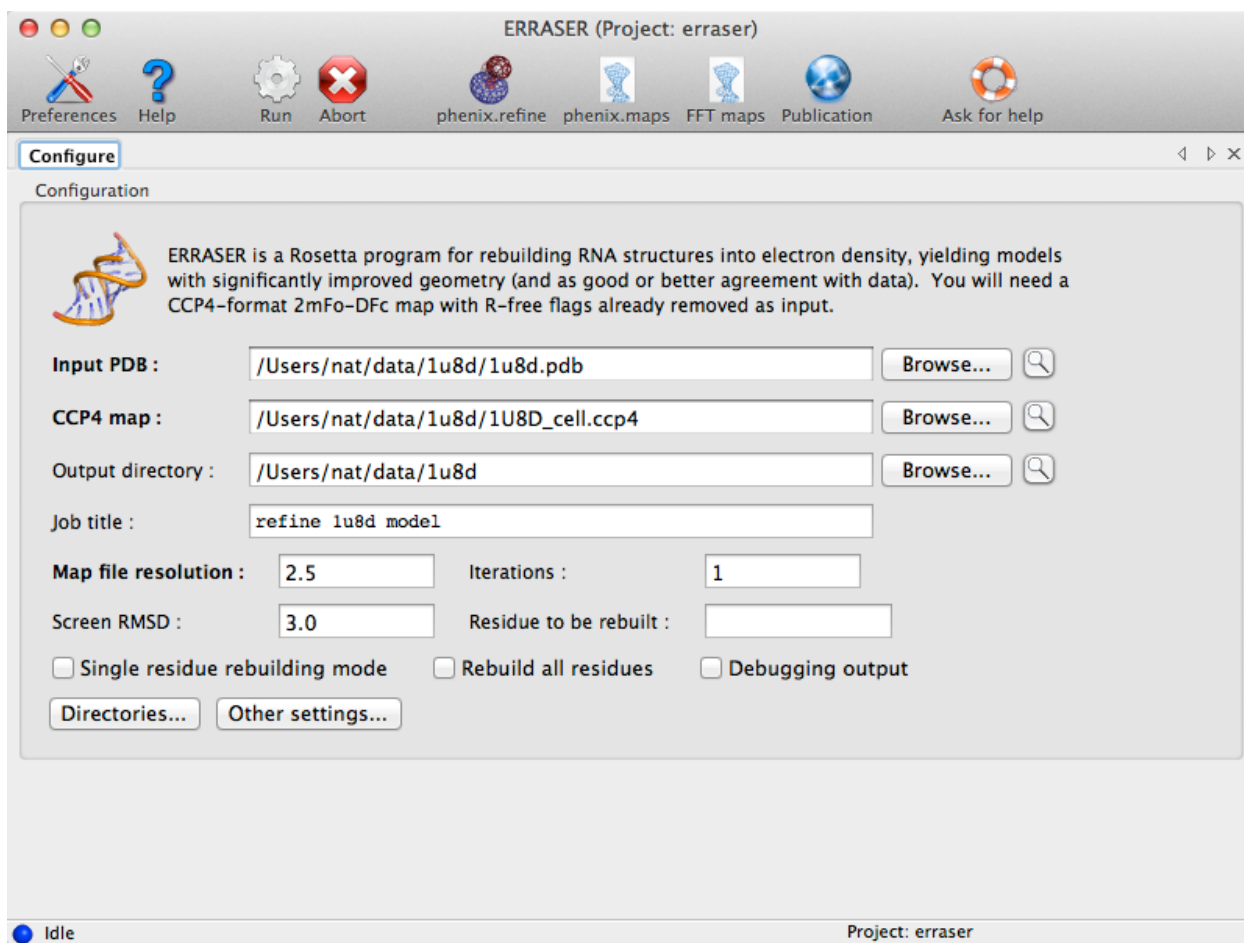 ERRASER (Project: erraser)
Preferences Help Run Abort phenix.refine phenix.maps FFT maps Publication Ask for help
Configure
Configuration
ERRASER is a Rosetta program for rebuilding RNA structures into electron density, yielding models
with significantly improved geometry (and as good or better agreement with data). You will need a
CCP4-format 2mFo-DFc map with R-free flags already removed as input.
Input PDB : /Users/nat/data/1u8d/1u8d.pdb Browse...
CCP4 map : /Users/nat/data/1u8d/1U8D_cell.ccp4 Browse...
Output directory : /Users/nat/data/1u8d Browse...
Job title : refine 1u8d model
Map file resolution : 2.5 Iterations : 1
Screen RMSD : 3.0 Residue to be rebuilt :
Single residue rebuilding mode Rebuild all residues Debugging output
Directories... Other settings...
Idle Project: erraser